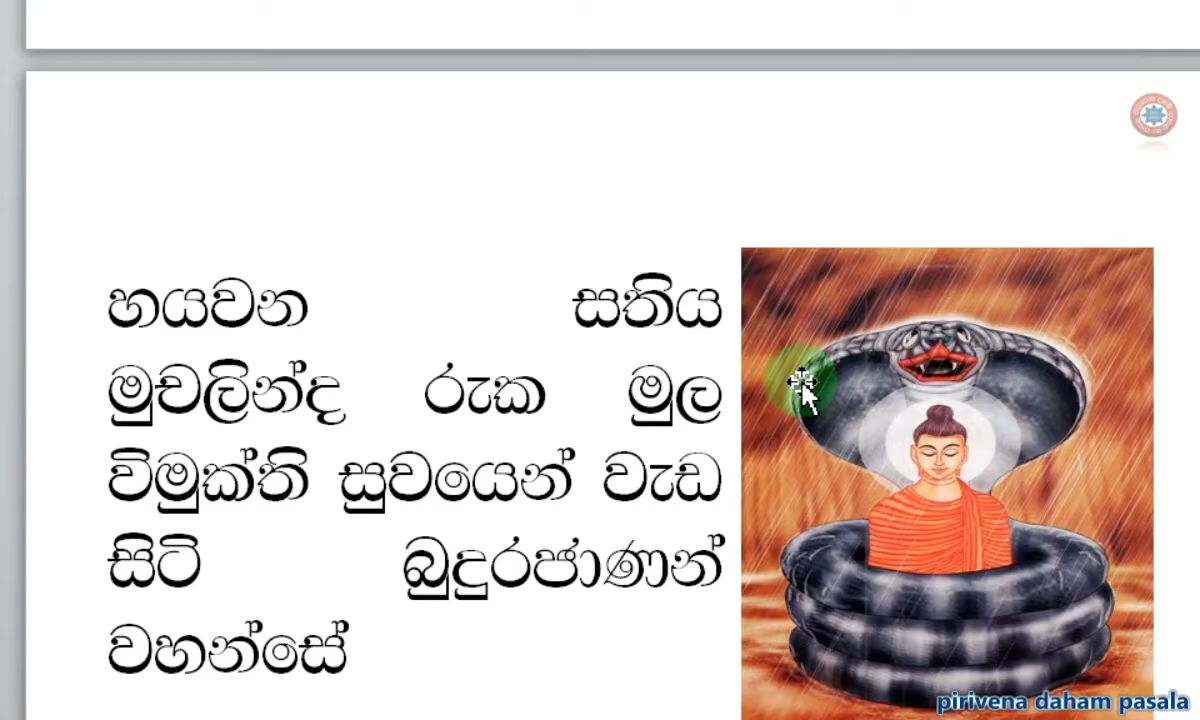 හයවන සතිය
මුචලින්ද රුක මුල
විමුක්ති සුවයෙන් වැඩ
සිටි බුදුරජාණන්
වහන්සේ
pirivena daham pasala